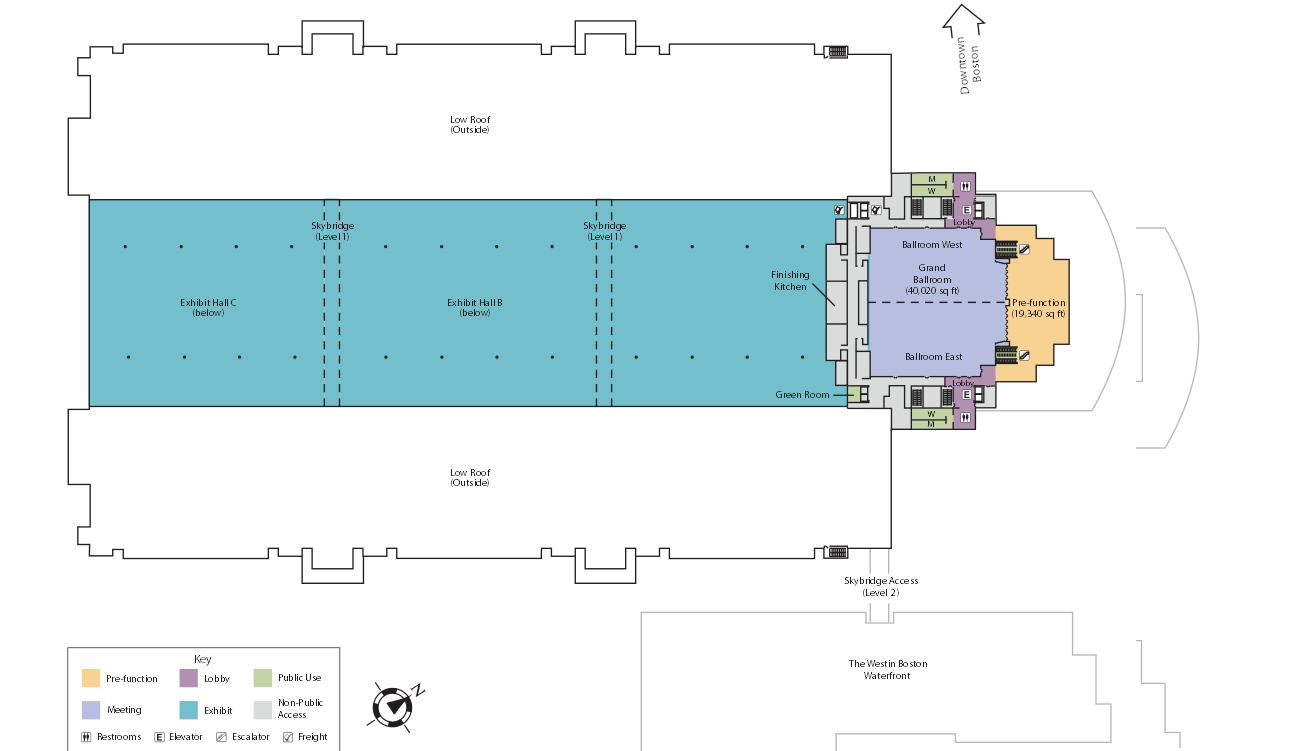 Downtown
Boston
Low Roof
(Outside)
M
W
Skybridge
(Level 1)
Skybridge
(Level 1)
E
Lobby
Ballroom West
Grand
Ballroom
(40,020 sq ft)
Finishing
Kitchen
Exhibit Hall C
(below)
Exhibit Hall B
(below)
Pre-function
(19,340 sq ft)
Ballroom East
Lobby
Green Room
E
W
M
Low Roof
(Outside)
Skybridge Access
(Level 2)
The Westin Boston
Waterfront
Key
Pre-function
Lobby
Public Use
Meeting
Exhibit
Non-Public
Access
Restrooms
E Elevator
Escalator
Freight
N